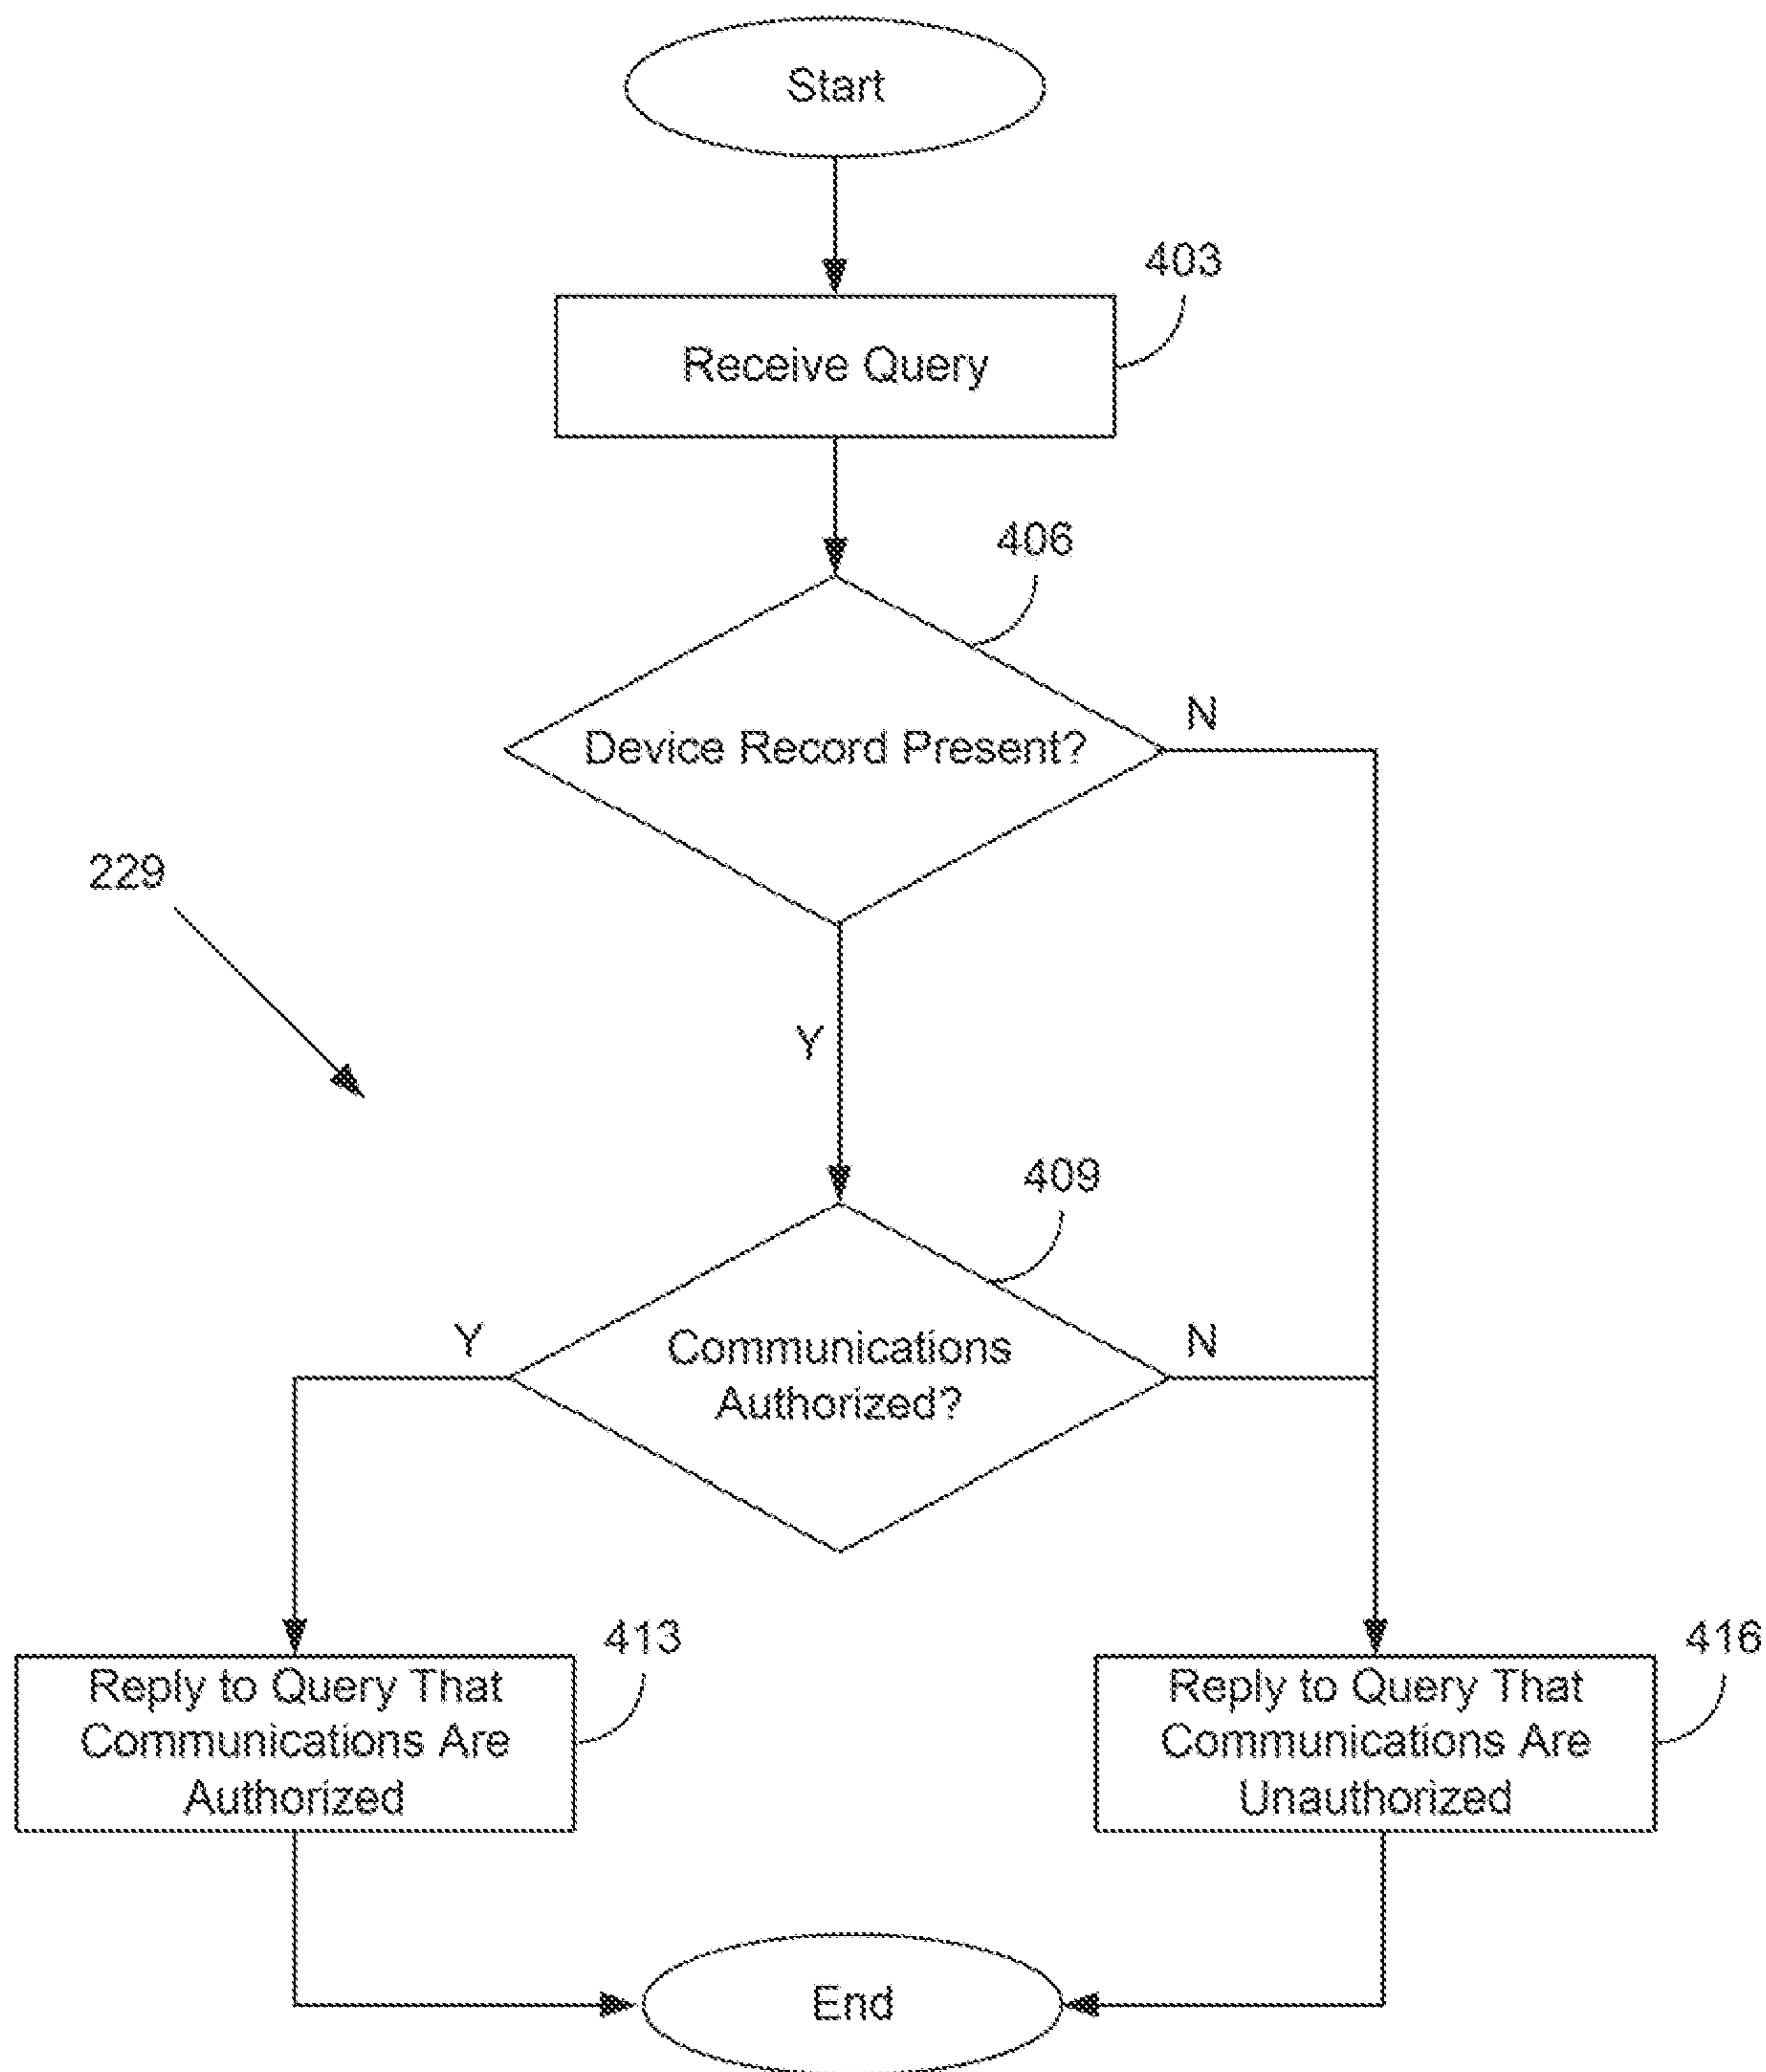 Start
403
Receive Query
406
Device Record Present?
N
229
Y
409
Communications
Authorized?
Y
N
413
Reply to Query That
Communications Are
Authorized
416
Reply to Query That
Communications Are
Unauthorized
End